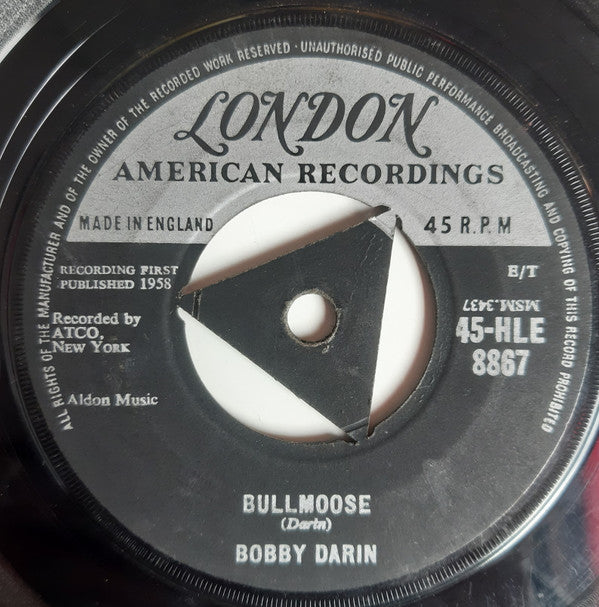 ALL RIGHTS OF THE MANUFACTURER AND OF THE OWNER OF THE RECORDED WORK RESERVED · UNAUTHORISED PUBLIC PERFORMANCE BROADCASTING AND COPYING OF THIS RECORD PROHIBITED
LONDON
AMERICAN RECORDINGS
MADE IN ENGLAND
45 R.P.M
RECORDING FIRST
PUBLISHED 1958
E/T
MSM.3437
Recorded by
ATCO,
New York
45-HLE
8867
Aldon Music
BULLMOOSE
(Darin)
BOBBY DARIN